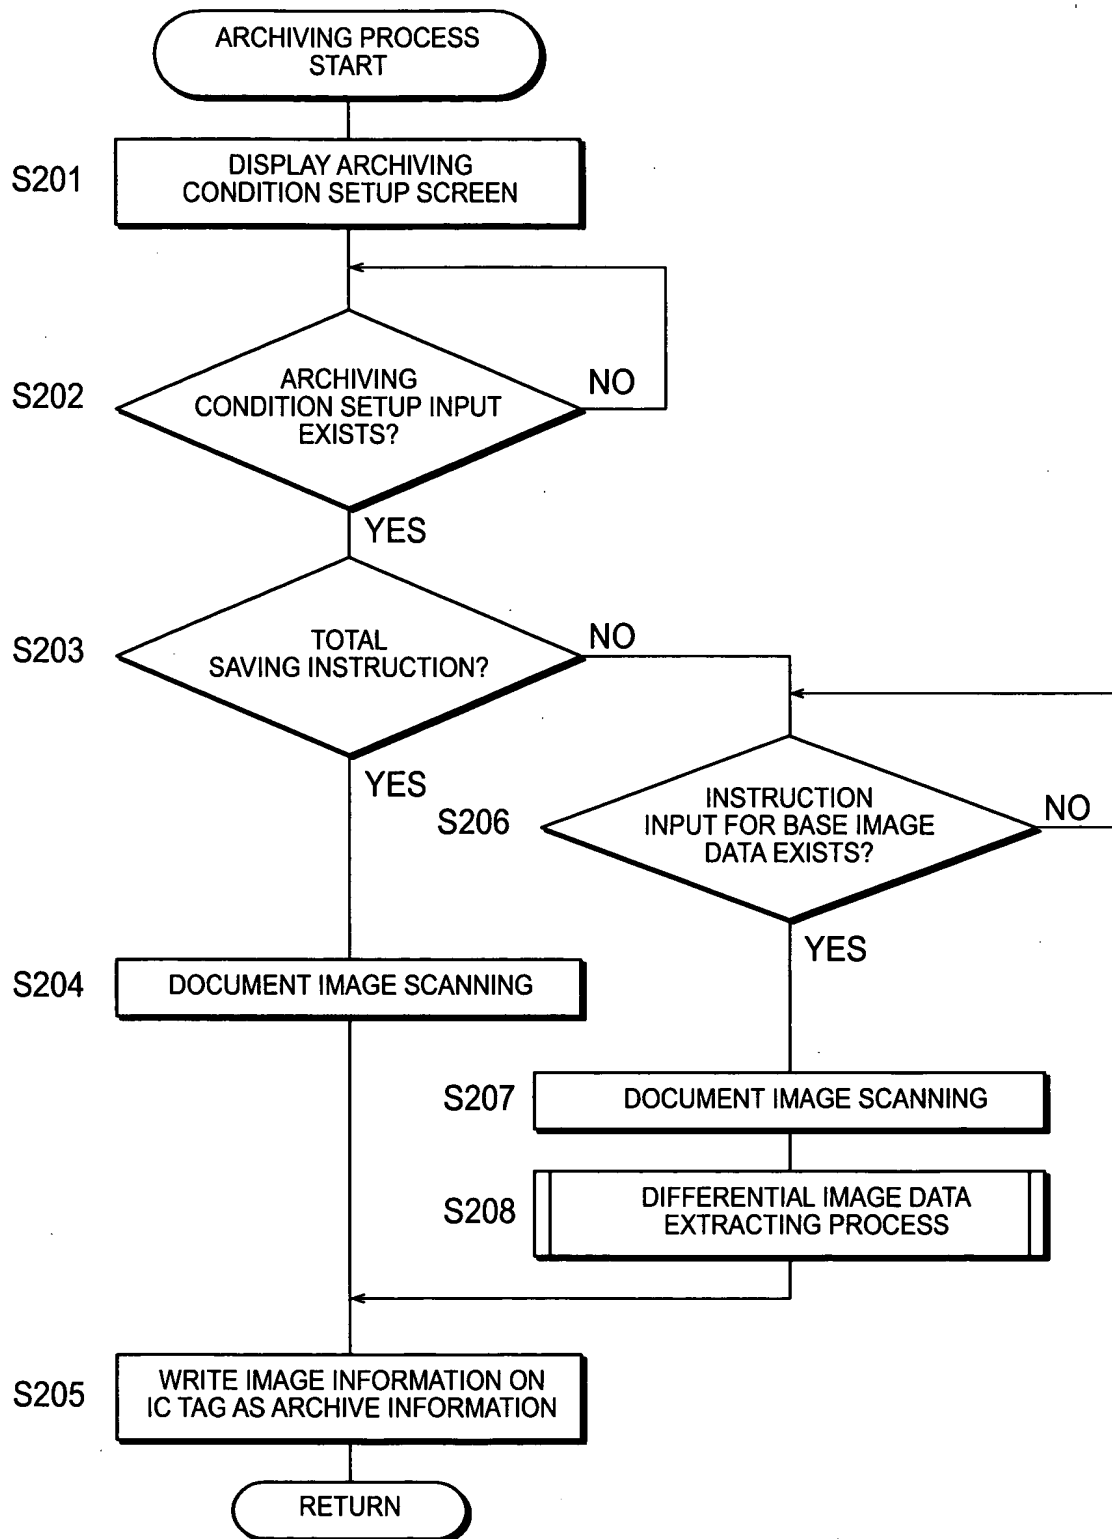 ARCHIVING PROCESS
START
S201
DISPLAY ARCHIVING
CONDITION SETUP SCREEN
S202
ARCHIVING
CONDITION SETUP INPUT
EXISTS?
NO
YES
S203
TOTAL
SAVING INSTRUCTION?
NO
YES
S206
INSTRUCTION
INPUT FOR BASE IMAGE
DATA EXISTS?
NO
YES
S204
DOCUMENT IMAGE SCANNING
S207
DOCUMENT IMAGE SCANNING
S208
DIFFERENTIAL IMAGE DATA
EXTRACTING PROCESS
S205
WRITE IMAGE INFORMATION ON
IC TAG AS ARCHIVE INFORMATION
RETURN